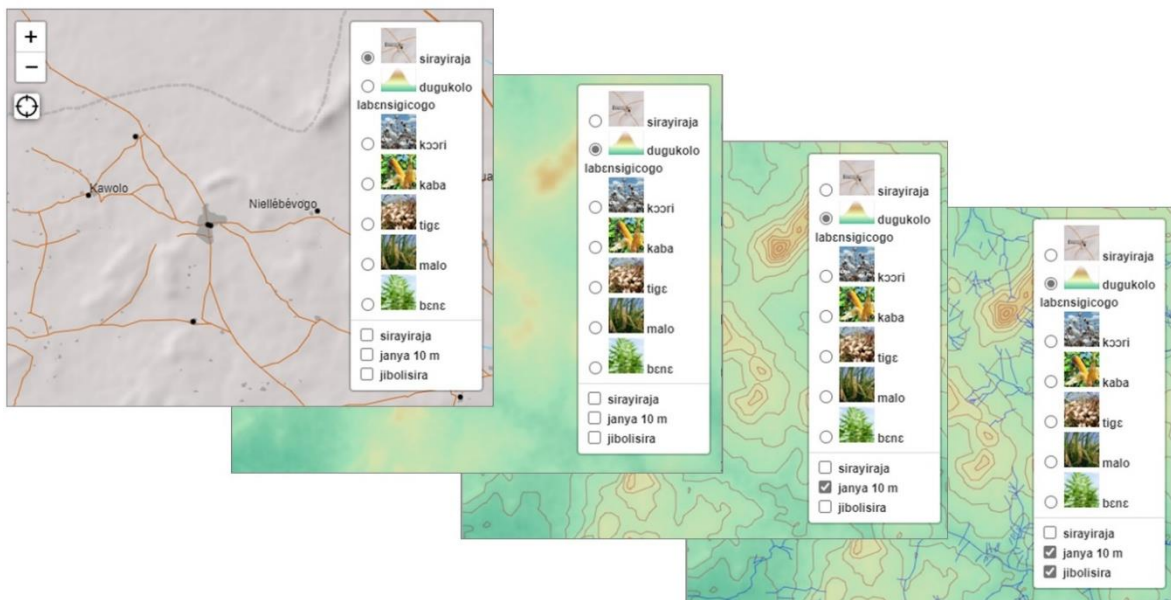 +
−
Kawolo
Niellébévogo
sirayiraja
dugukolo
labɛnsigicogo
kɔɔri
kaba
tigɛ
malo
bɛnɛ
sirayiraja
janya 10 m
jibolisira
sirayiraja
dugukolo
labɛnsigicogo
kɔɔri
kaba
tigɛ
malo
bɛnɛ
sirayiraja
janya 10 m
jibolisira
sirayiraja
dugukolo
labɛnsigicogo
kɔɔri
kaba
tigɛ
malo
bɛnɛ
sirayiraja
janya 10 m
jibolisira
sirayiraja
dugukolo
labɛnsigicogo
kɔɔri
kaba
tigɛ
malo
bɛnɛ
sirayiraja
janya 10 m
jibolisira